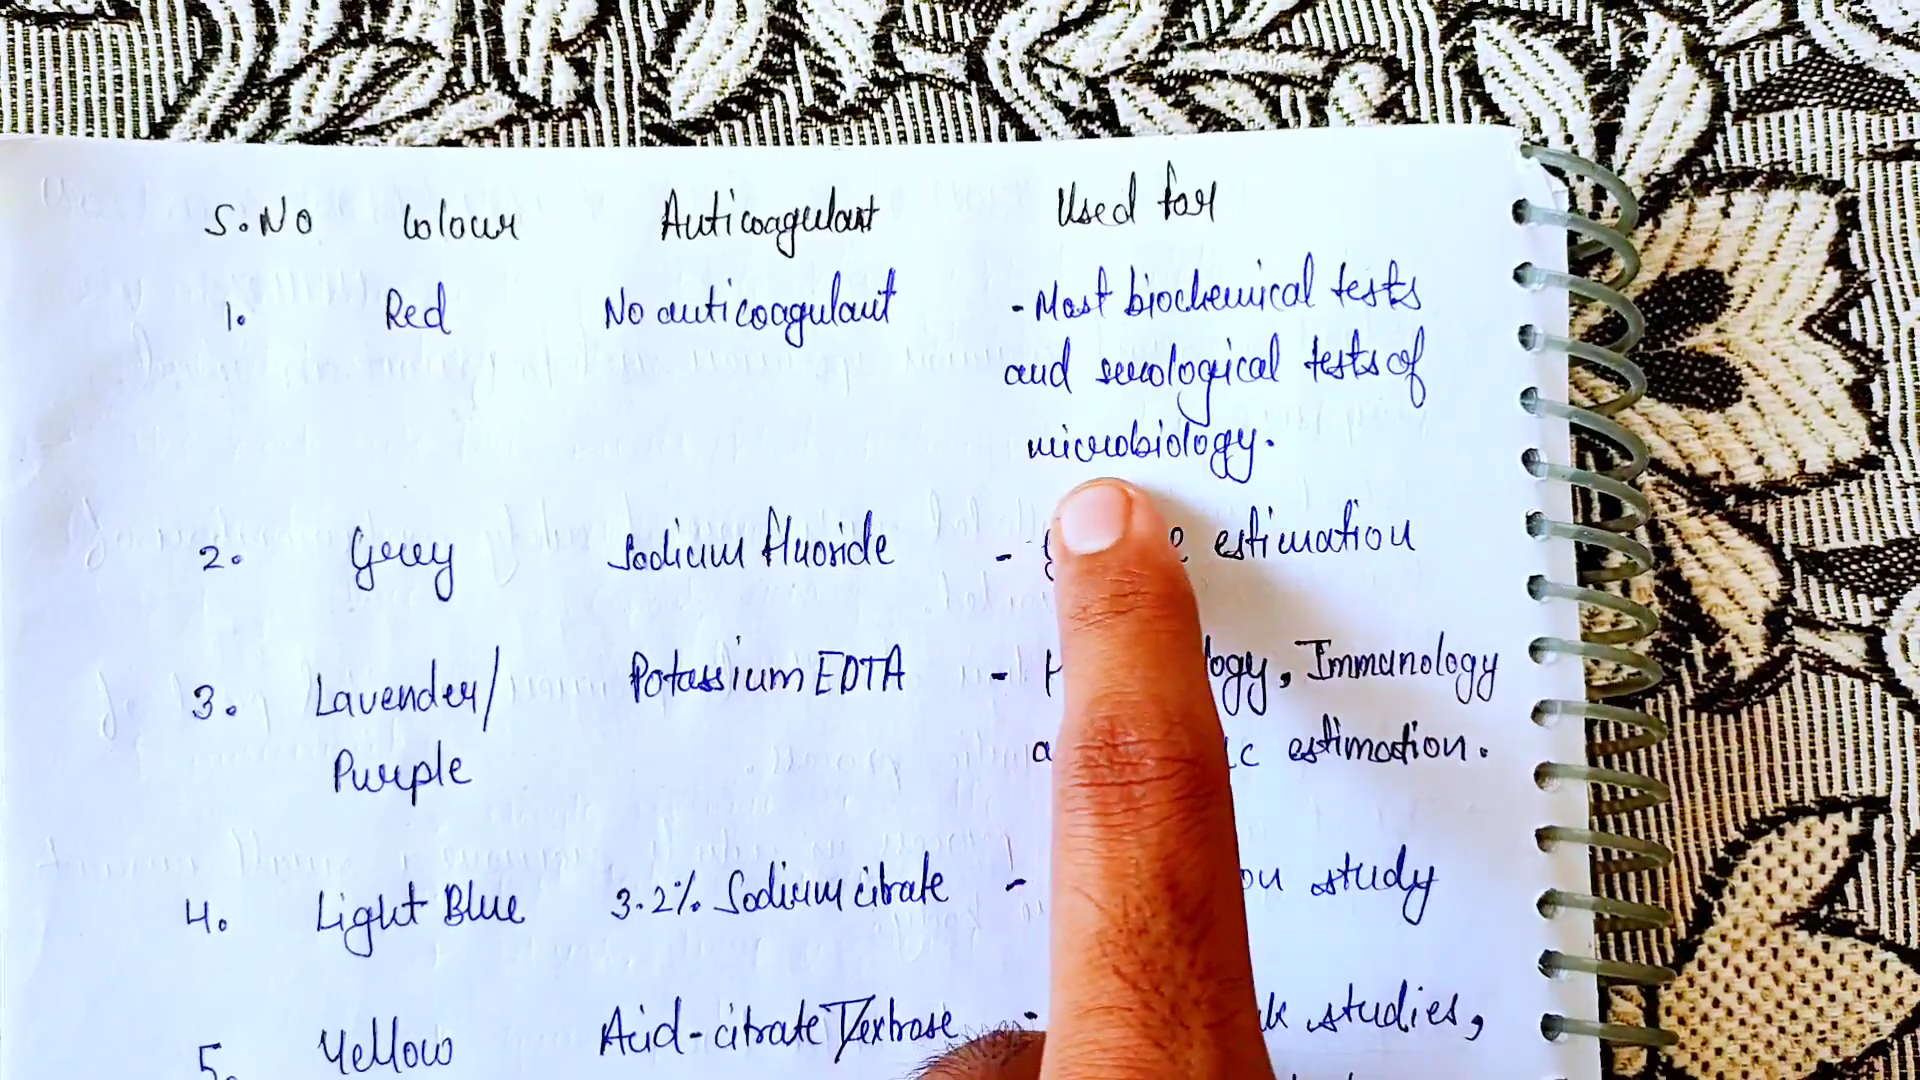 S.NO Colour Anticoagulant Used for
1. Red No anticoagulant - Most biochemical tests
and serological tests of
microbiology.
2. Grey Sodium fluoride - estimation
3. Lavender/ Potassium EDTA - Immunology
Purple estimation.
4. Light Blue 3.2% Sodium citrate - study
5. Yellow Acid-citrate Dextrose - studies,